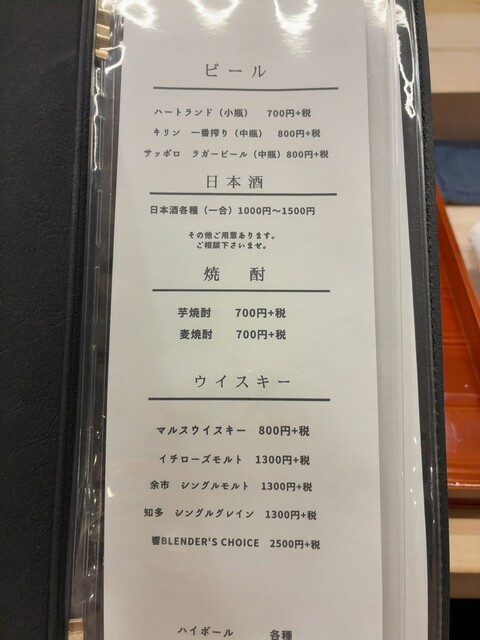 ビール
ハートランド（小瓶） 700円+税
キリン 一番搾り（中瓶） 800円+税
サッポロ ラガービール（中瓶）800円+税
日本酒
日本酒各種（一合）1000円～1500円
その他ご用意あります。
ご相談下さいませ。
焼 酎
芋焼酎 700円+税
麦焼酎 700円+税
ウイスキー
マルスウイスキー 800円+税
イチローズモルト 1300円+税
余市 シングルモルト 1300円+税
知多 シングルグレイン 1300円+税
響BLENDER'S CHOICE 2500円+税
ハイボール 各種